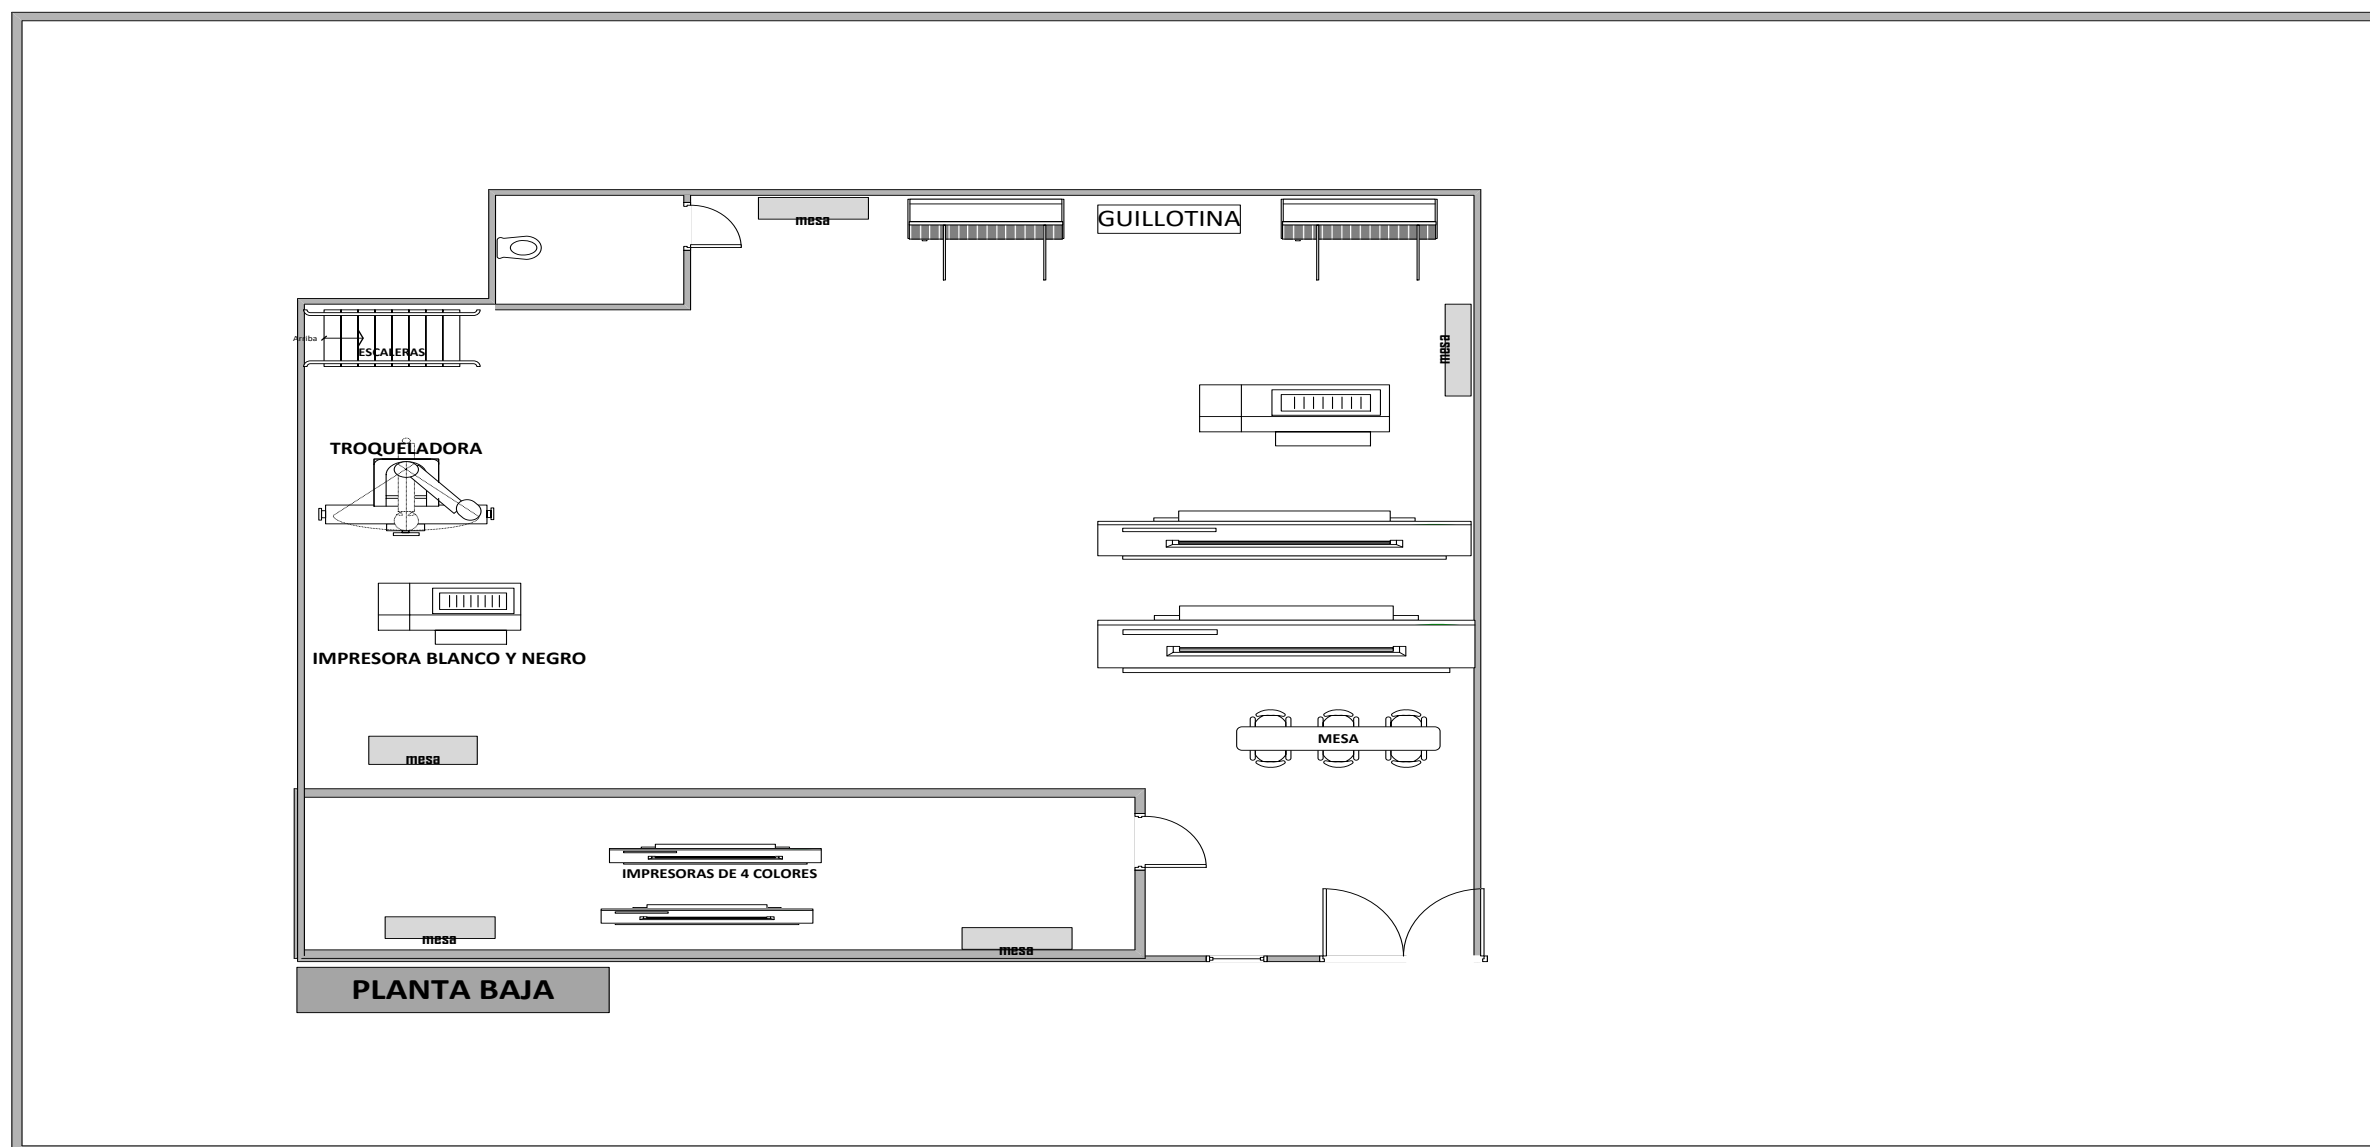 mesa
GUILLOTINA
Arriba
ESCALERAS
mesa
TROQUELADORA
IMPRESORA BLANCO Y NEGRO
MESA
mesa
IMPRESORAS DE 4 COLORES
mesa
mesa
PLANTA BAJA